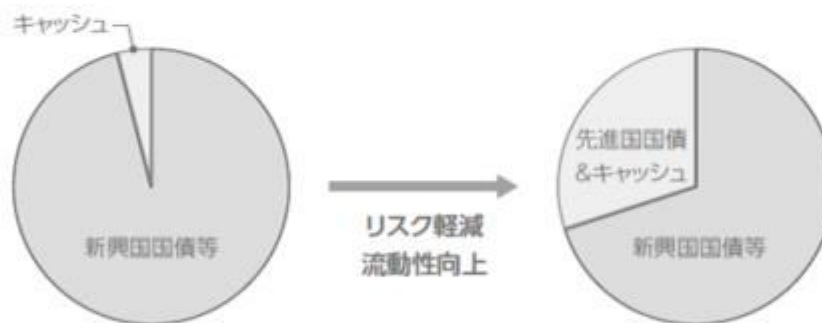 キャッシュ
新興国国債等
リスク軽減
流動性向上
先進国国債
&キャッシュ
新興国国債等